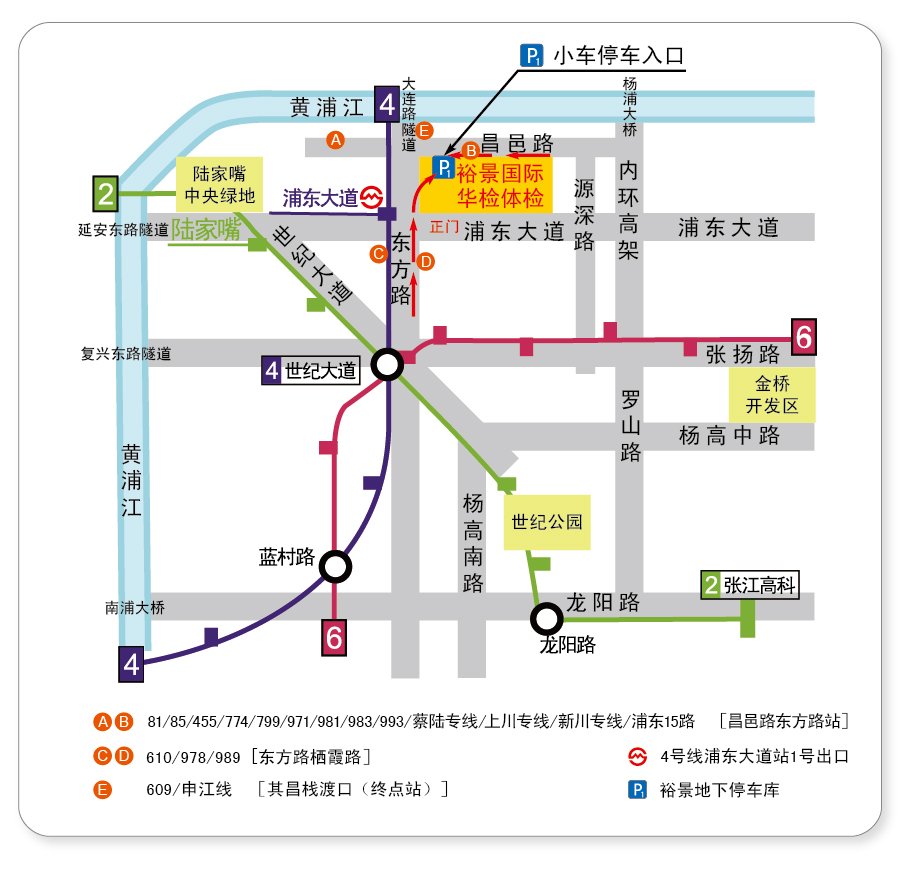 P1 小车停车入口
大连路隧道
杨浦大桥
黄浦江
4
A
E
B
昌邑路
P1
裕景国际
华检体检
陆家嘴
中央绿地
2
浦东大道
源深路
内环高架
延安东路隧道
陆家嘴
正门
浦东大道
浦东大道
世纪大道
C
东方路
D
6
复兴东路隧道
4 世纪大道
张扬路
金桥
开发区
罗山路
杨高中路
黄浦江
杨高南路
世纪公园
蓝村路
2 张江高科
南浦大桥
龙阳路
6
龙阳路
4
A B 81/85/455/774/799/971/981/983/993/蔡陆专线/上川专线/新川专线/浦东15路 [昌邑路东方路站]
C D 610/978/989 [东方路栖霞路]
4号线浦东大道站1号出口
E 609/申江线 [其昌栈渡口(终点站)]
P1 裕景地下停车库